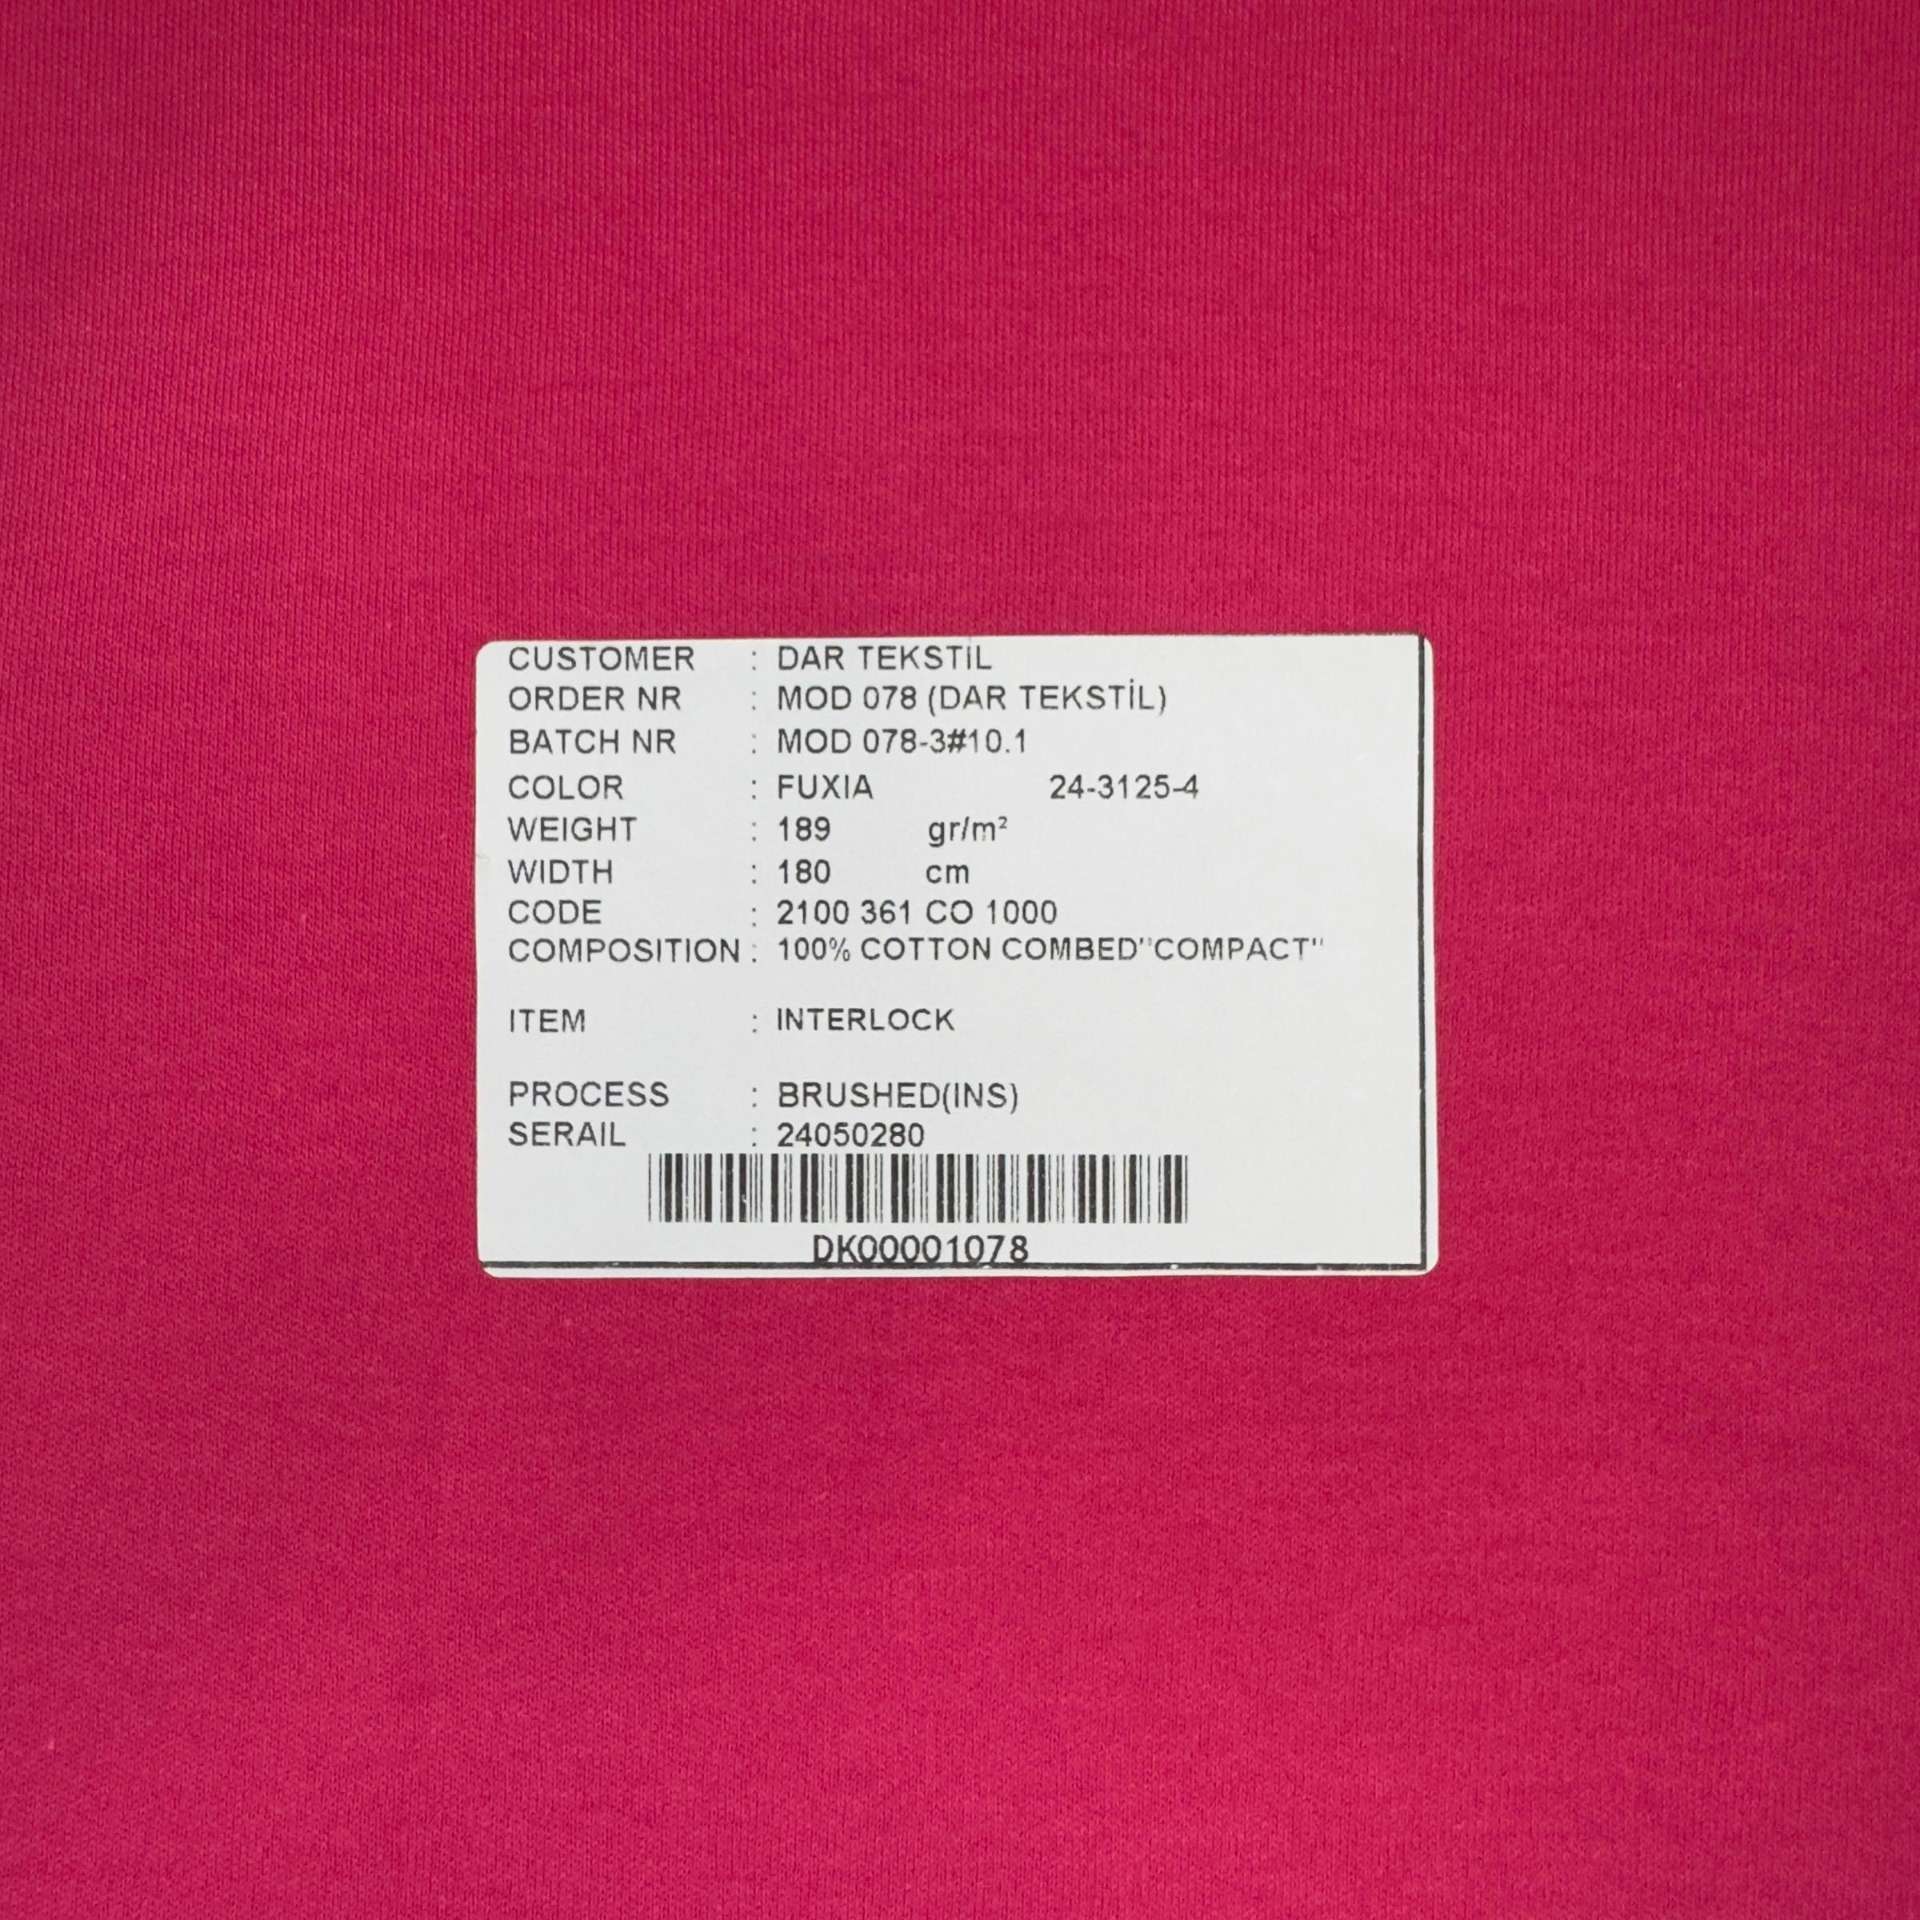 CUSTOMER : DAR TEKSTİL
ORDER NR : MOD 078 (DAR TEKSTİL)
BATCH NR : MOD 078-3#10.1
COLOR : FUXIA 24-3125-4
WEIGHT : 189 gr/m²
WIDTH : 180 cm
CODE : 2100 361 CO 1000
COMPOSITION : 100% COTTON COMBED"COMPACT"
ITEM : INTERLOCK
PROCESS : BRUSHED(INS)
SERAIL : 24050280
DK00001078